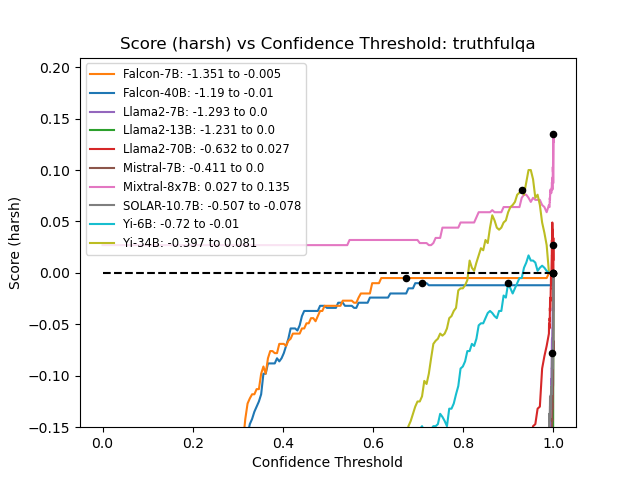 Score (harsh) vs Confidence Threshold: truthfulqa
Score (harsh)
0.20
0.15
0.10
0.05
0.00
−0.05
−0.10
−0.15
Falcon-7B: -1.351 to -0.005
Falcon-40B: -1.19 to -0.01
Llama2-7B: -1.293 to 0.0
Llama2-13B: -1.231 to 0.0
Llama2-70B: -0.632 to 0.027
Mistral-7B: -0.411 to 0.0
Mixtral-8x7B: 0.027 to 0.135
SOLAR-10.7B: -0.507 to -0.078
Yi-6B: -0.72 to -0.01
Yi-34B: -0.397 to 0.081
0.0 0.2 0.4 0.6 0.8 1.0
Confidence Threshold